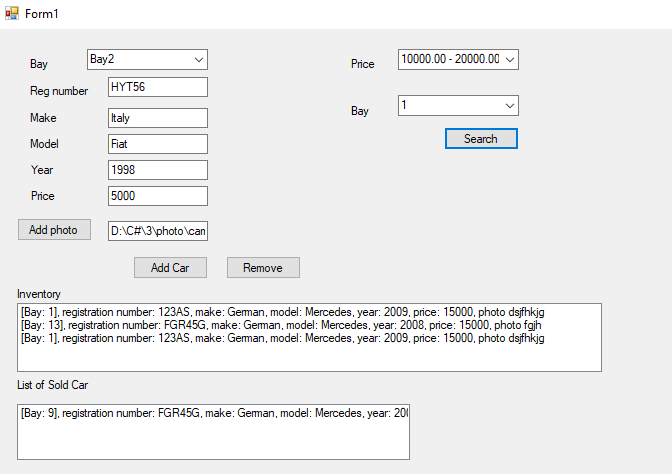 Form1
Bay Bay2
Reg number HYT56
Make Italy
Model Fiat
Year 1998
Price 5000
Add photo D:\C#\3\photo\can
Price 10000.00 - 20000.00
Bay 1
Search
Add Car Remove
Inventory
[Bay: 1], registration number: 123AS, make: German, model: Mercedes, year: 2009, price: 15000, photo dsjfhkjg
[Bay: 13], registration number: FGR45G, make: German, model: Mercedes, year: 2008, price: 15000, photo fgjh
[Bay: 1], registration number: 123AS, make: German, model: Mercedes, year: 2009, price: 15000, photo dsjfhkjg
List of Sold Car
[Bay: 9], registration number: FGR45G, make: German, model: Mercedes, year: 200